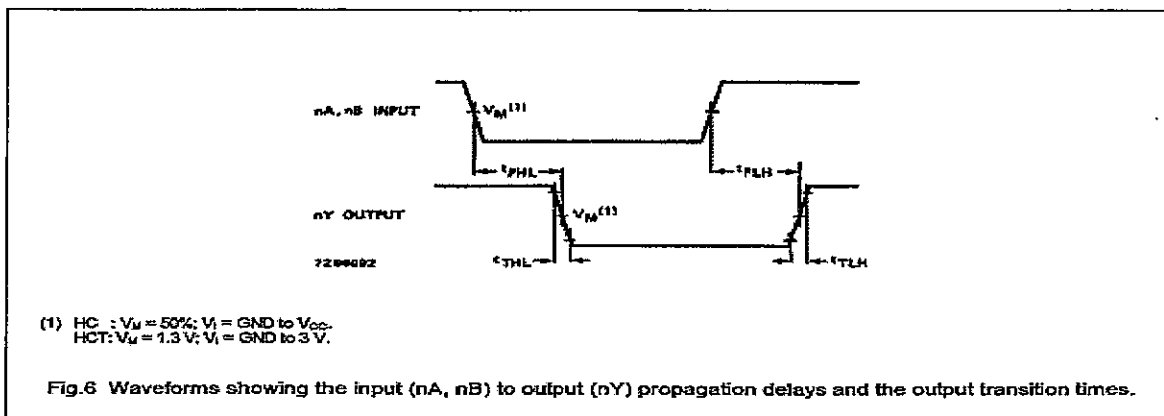 nA, nB INPUT
VM(1)
tPHL
tPLH
nY OUTPUT
VM(1)
tTHL
tTLH
(1) HC : VM = 50%; VI = GND to VCC.
HCT: VM = 1.3 V; VI = GND to 3 V.
Fig.6 Waveforms showing the input (nA, nB) to output (nY) propagation delays and the output transition times.